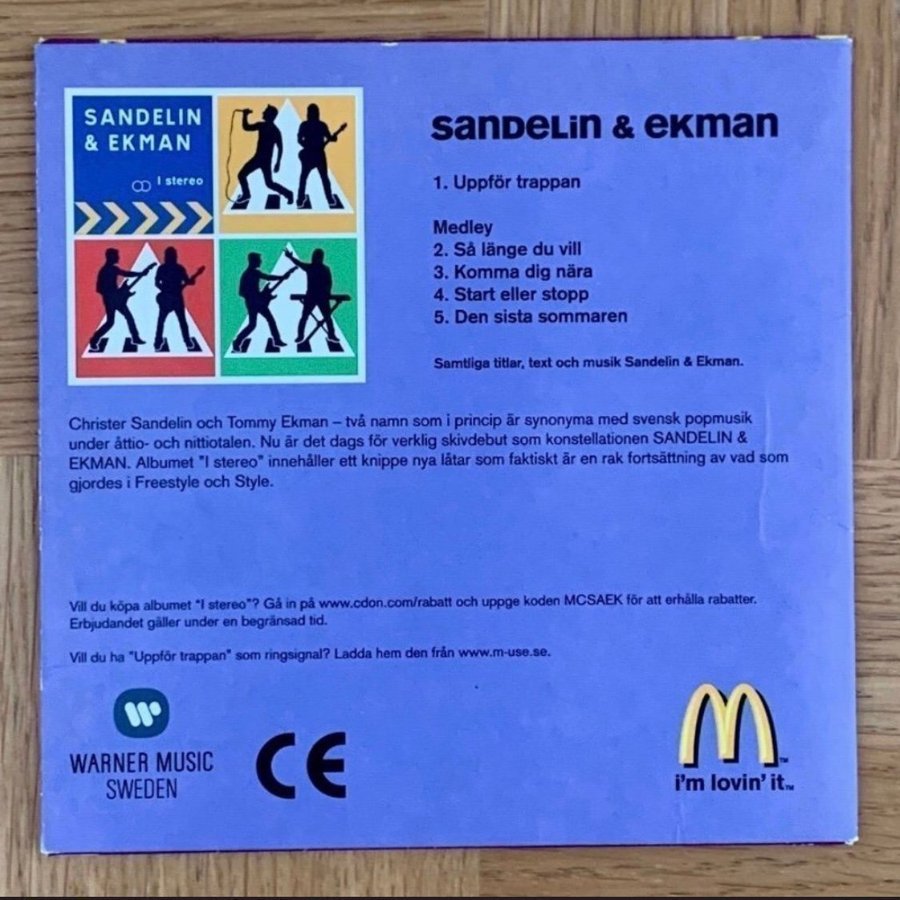 SANDELIN
& EKMAN
I stereo
sanDeLin & eKman
1. Uppför trappan
Medley
2. Så länge du vill
3. Komma dig nära
4. Start eller stopp
5. Den sista sommaren
Samtliga titlar, text och musik Sandelin & Ekman.
Christer Sandelin och Tommy Ekman – två namn som i princip är synonyma med svensk popmusik
under åttio- och nittiotalen. Nu är det dags för verklig skivdebut som konstellationen SANDELIN &
EKMAN. Albumet "I stereo" innehåller ett knippe nya låtar som faktiskt är en rak fortsättning av vad som
gjordes i Freestyle och Style.
Vill du köpa albumet "I stereo"? Gå in på www.cdon.com/rabatt och uppge koden MCSAEK för att erhålla rabatter.
Erbjudandet gäller under en begränsad tid.
Vill du ha "Uppför trappan" som ringsignal? Ladda hem den från www.m-use.se.
WARNER MUSIC
SWEDEN
CE
M™
i'm lovin' it™